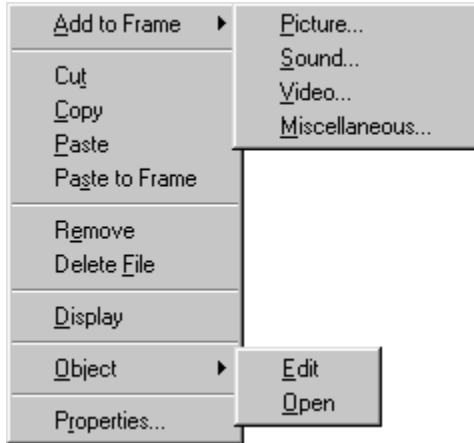 Add to Frame
Picture...
Sound...
Video...
Miscellaneous...
Cut
Copy
Paste
Paste to Frame
Remove
Delete File
Display
Object
Edit
Open
Properties...